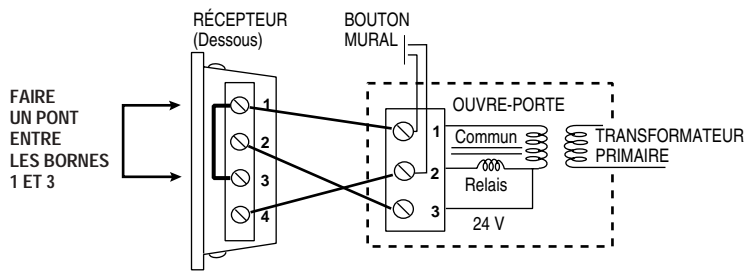 RÉCEPTEUR
(Dessous)
BOUTON
MURAL
FAIRE
UN PONT
ENTRE
LES BORNES
1 ET 3
1
2
3
4
OUVRE-PORTE
1
Commun
2
Relais
3
24 V
TRANSFORMATEUR
PRIMAIRE